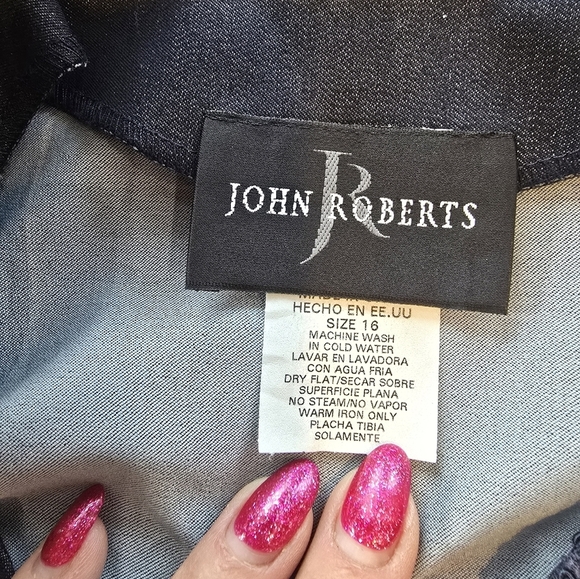 JR
JOHN ROBERTS
HECHO EN EE.UU
SIZE 16
MACHINE WASH
IN COLD WATER
LAVAR EN LAVADORA
CON AGUA FRIA
DRY FLAT/SECAR SOBRE
SUPERFICIE PLANA
NO STEAM/NO VAPOR
WARM IRON ONLY
PLACHA TIBIA
SOLAMENTE